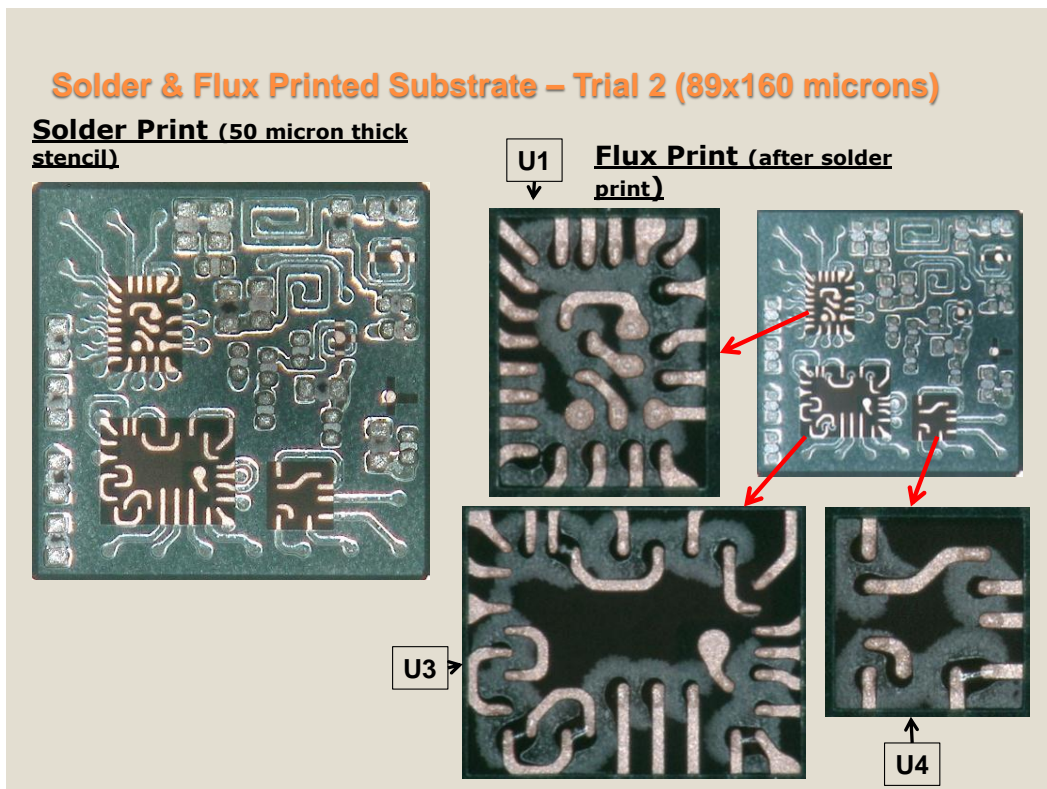 Solder & Flux Printed Substrate – Trial 2 (89x160 microns)
Solder Print (50 micron thick
stencil)
U1
Flux Print (after solder
print)
U3
U4